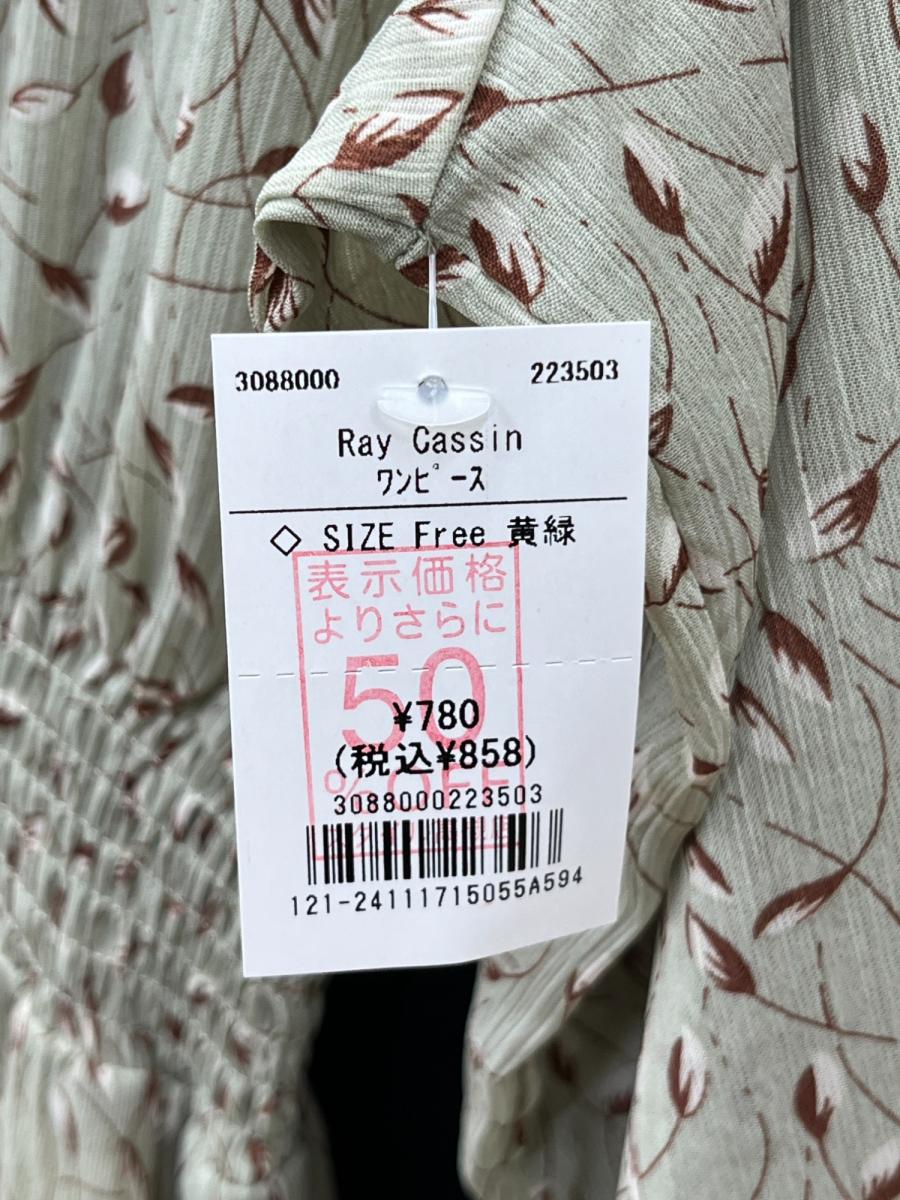 3088000 223503
Ray Cassin
ﾜﾝﾋﾟｰｽ
◇ SIZE Free 黄緑
表示価格
よりさらに
50
%OFF
¥780
(税込¥858)
3088000223503
121-24111715055A594